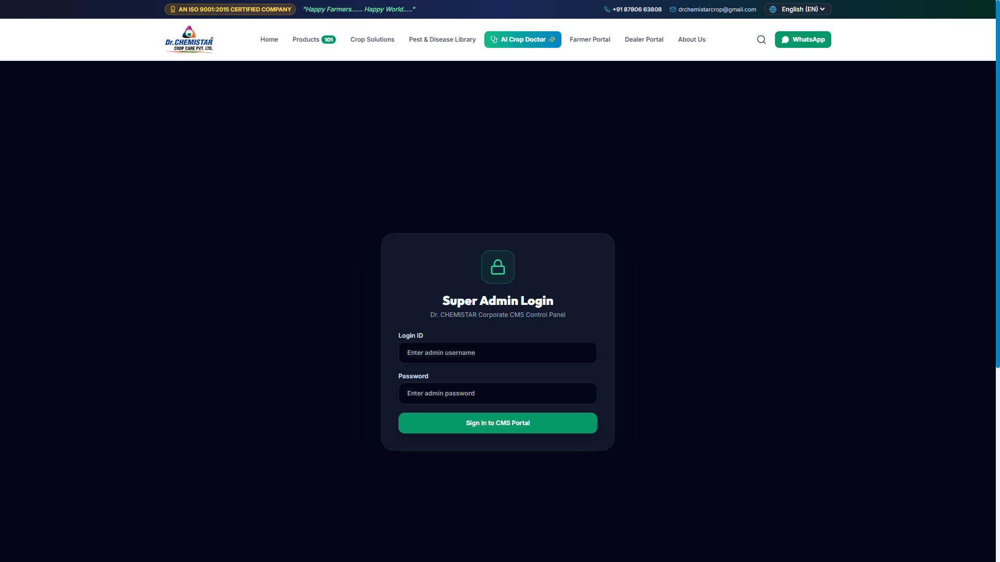 AN ISO 9001:2015 CERTIFIED COMPANY
"Happy Farmers...... Happy World....."
+91 87806 63808
drchemistarcrop@gmail.com
English (EN)
Dr.CHEMISTAR
CROP CARE PVT. LTD.
Home
Products 101
Crop Solutions
Pest & Disease Library
AI Crop Doctor
Farmer Portal
Dealer Portal
About Us
WhatsApp
Super Admin Login
Dr. CHEMISTAR Corporate CMS Control Panel
Login ID
Enter admin username
Password
Enter admin password
Sign in to CMS Portal